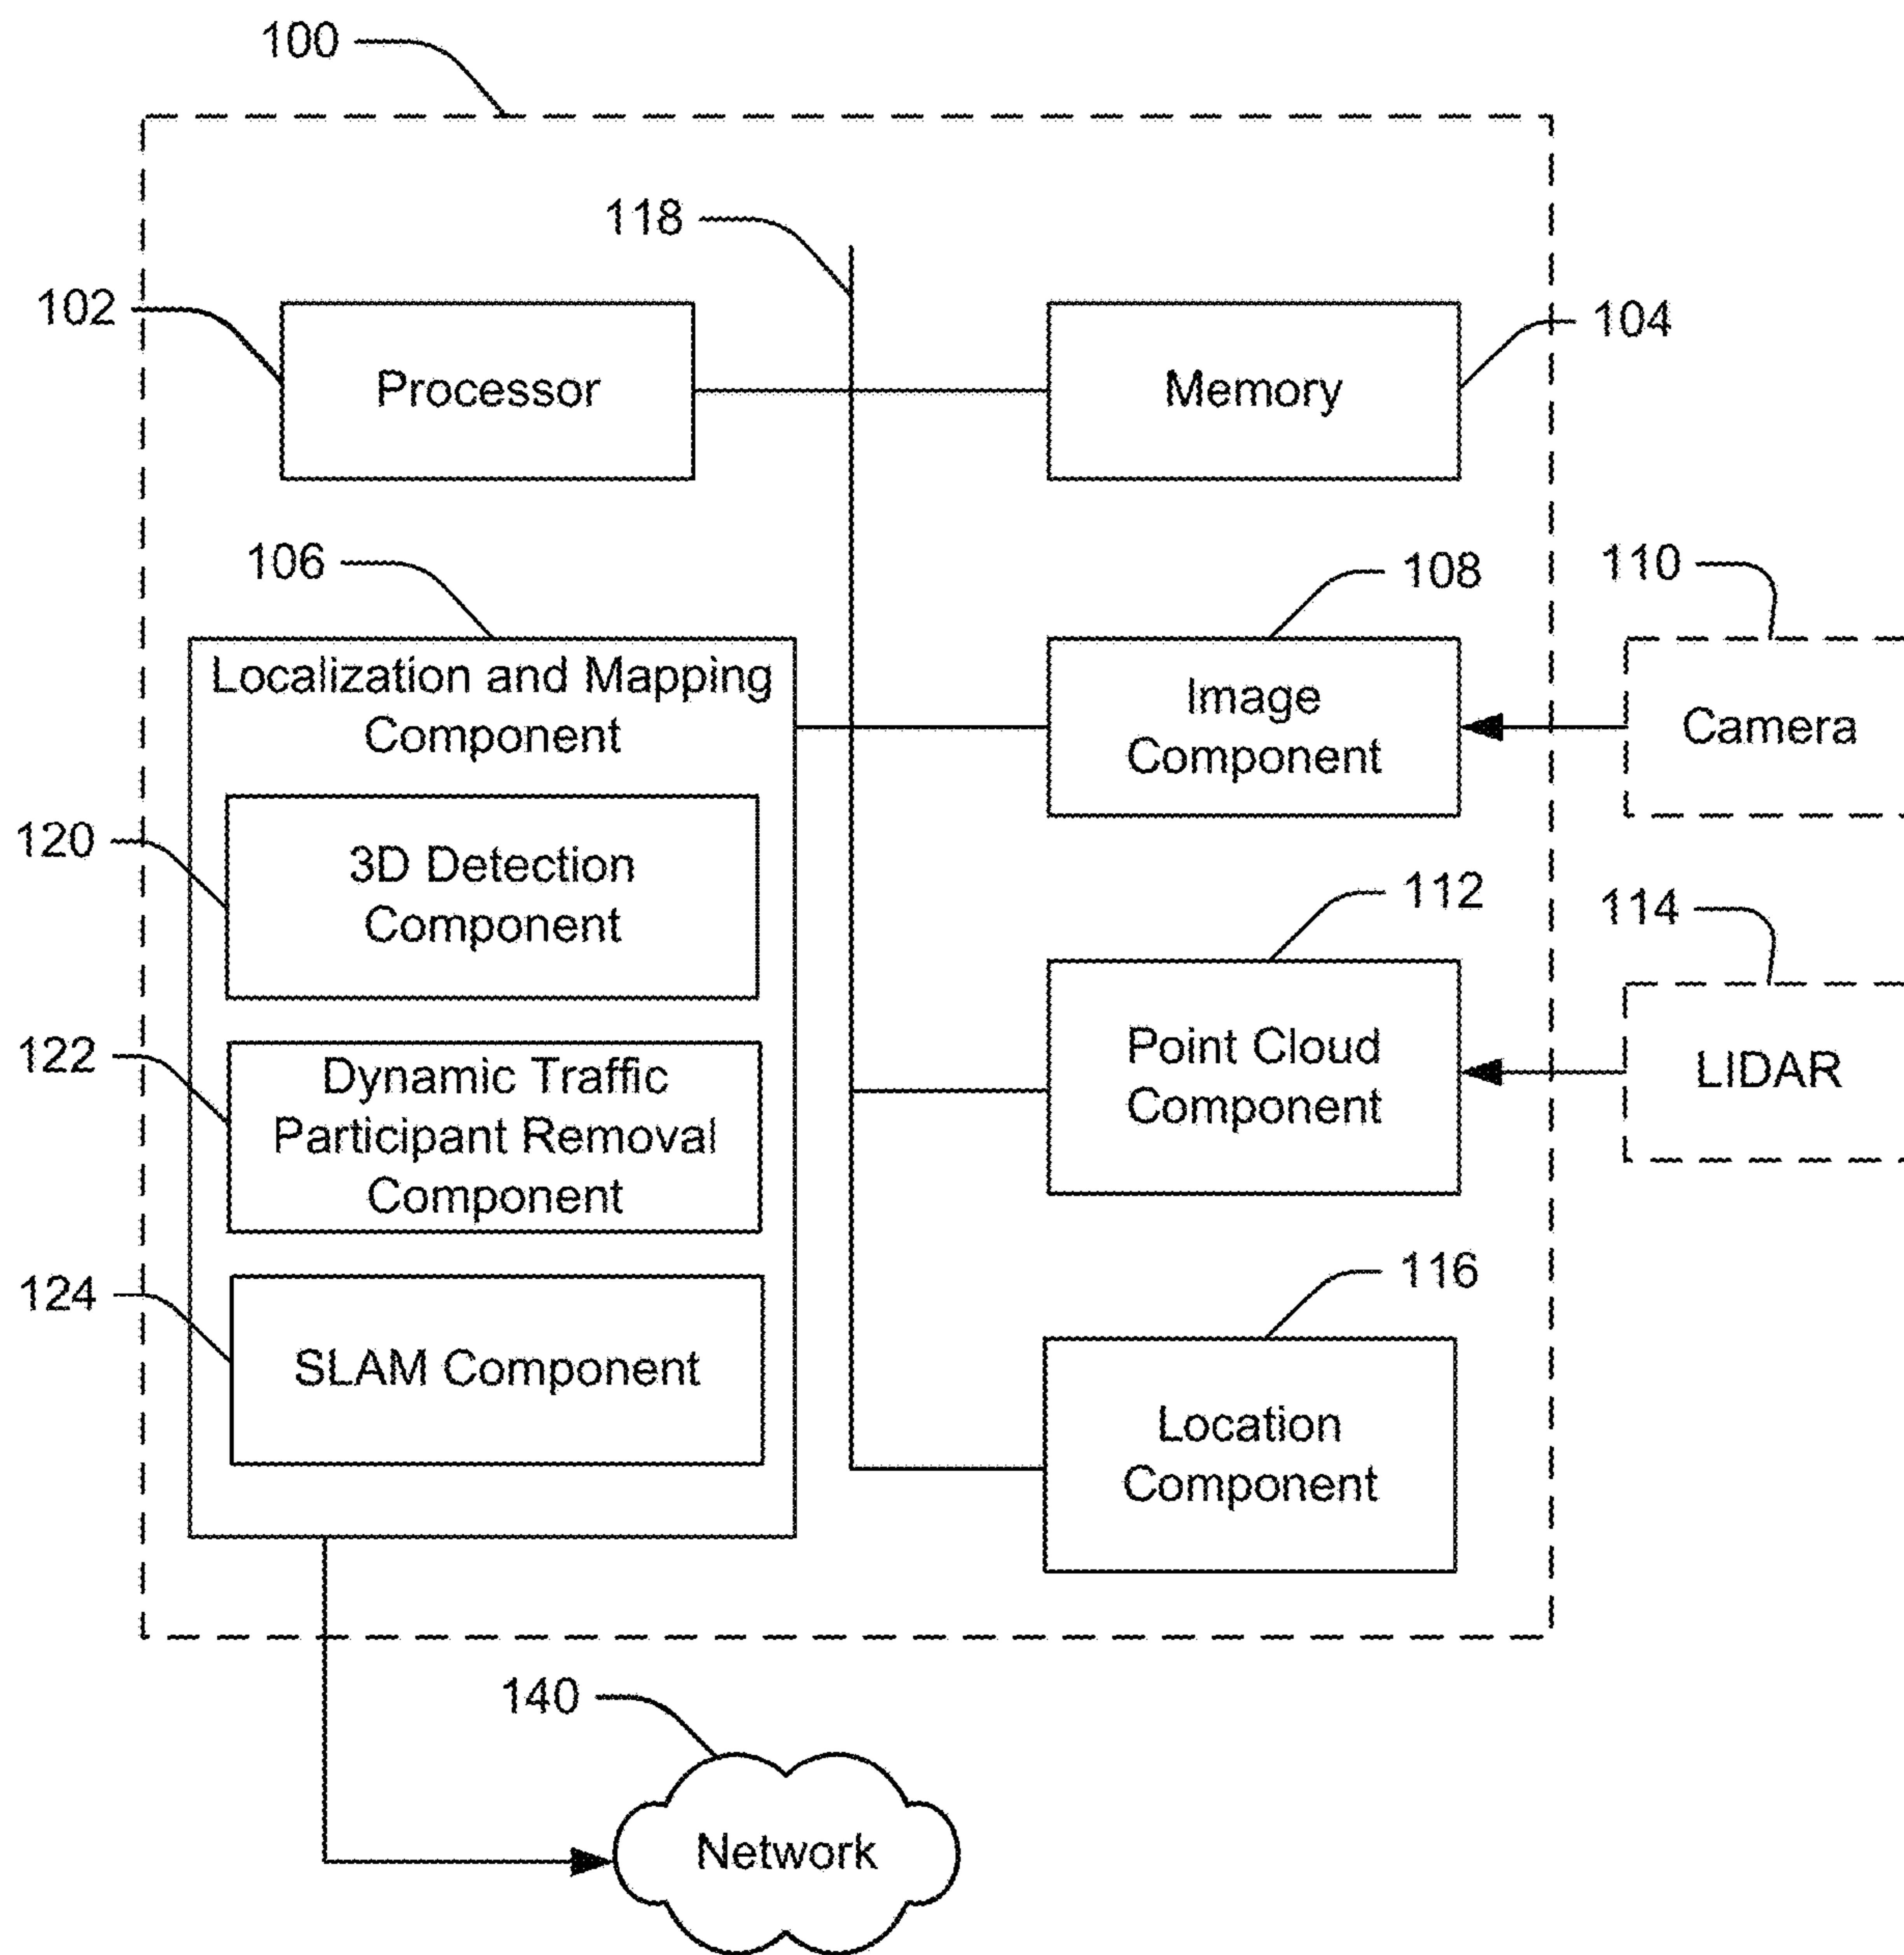 100
118
102
Processor
Memory
104
106
108
110
Localization and Mapping
Component
Image
Component
Camera
120
3D Detection
Component
112
114
Point Cloud
Component
LIDAR
122
Dynamic Traffic
Participant Removal
Component
124
SLAM Component
116
Location
Component
140
Network